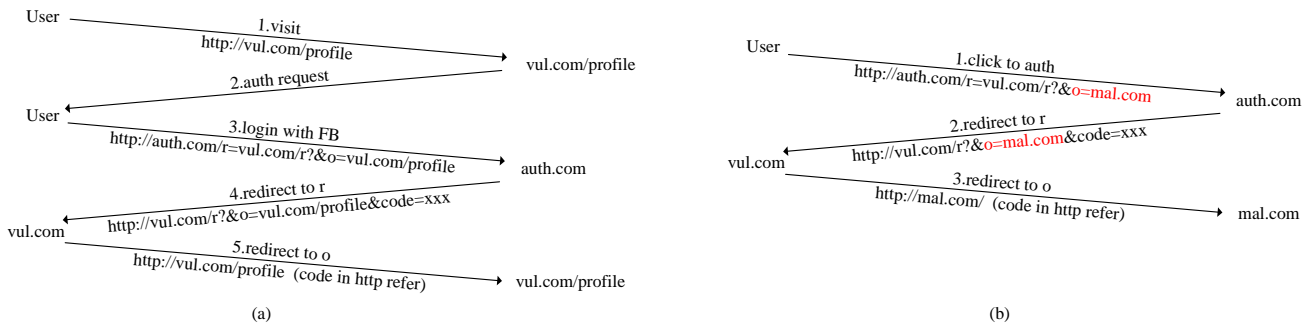 User
1.visit
http://vul.com/profile
vul.com/profile
2.auth request
User
3.login with FB
http://auth.com/r=vul.com/r?&o=vul.com/profile
auth.com
4.redirect to r
http://vul.com/r?&o=vul.com/profile&code=xxx
vul.com
5.redirect to o
http://vul.com/profile (code in http refer)
vul.com/profile
(a)
User
1.click to auth
http://auth.com/r=vul.com/r?&o=mal.com
auth.com
2.redirect to r
http://vul.com/r?&o=mal.com&code=xxx
vul.com
3.redirect to o
http://mal.com/ (code in http refer)
mal.com
(b)